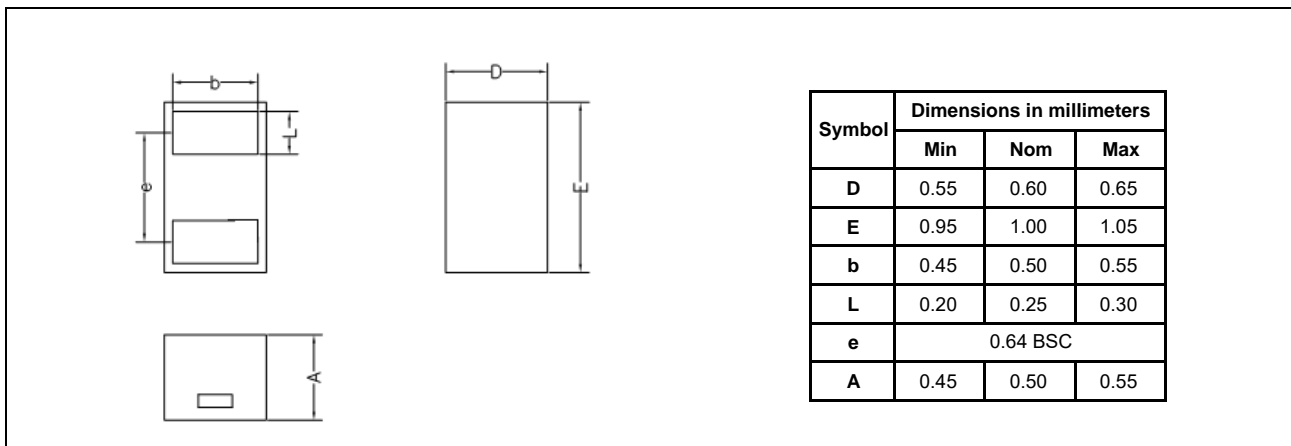 b
L
e
D
E
A
Symbol Dimensions in millimeters
Min Nom Max
D 0.55 0.60 0.65
E 0.95 1.00 1.05
b 0.45 0.50 0.55
L 0.20 0.25 0.30
e 0.64 BSC
A 0.45 0.50 0.55